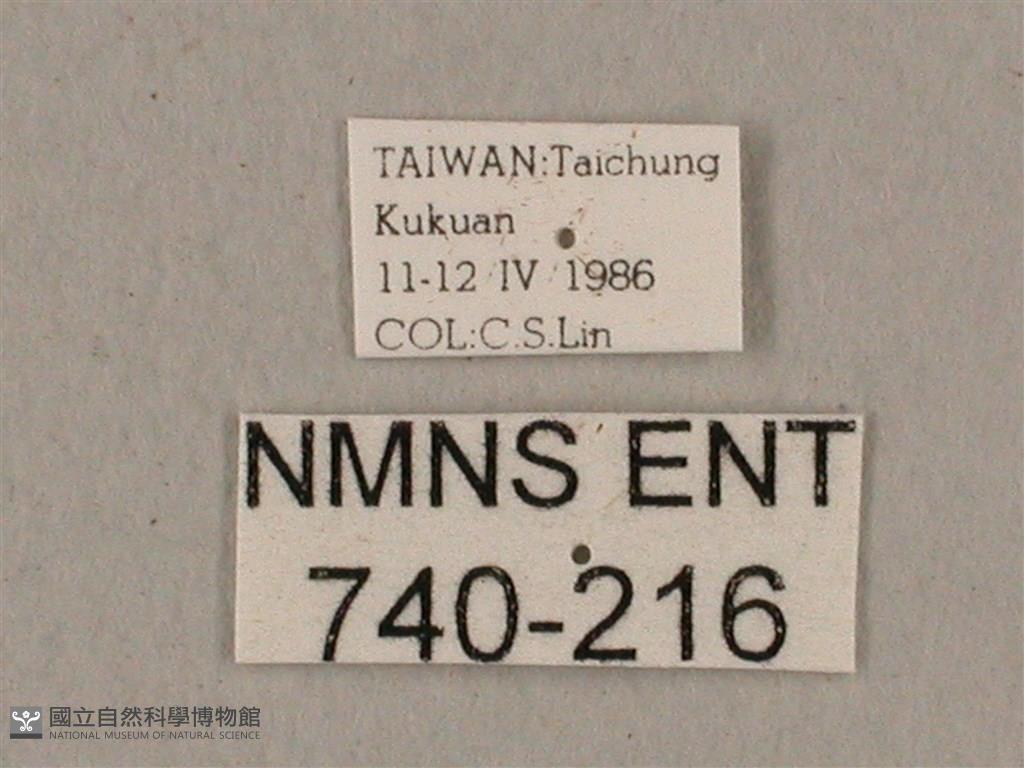 TAIWAN:Taichung
Kukuan
11-12 IV 1986
COL:C.S.Lin
NMNS ENT
740-216
國立自然科學博物館
NATIONAL MUSEUM OF NATURAL SCIENCE